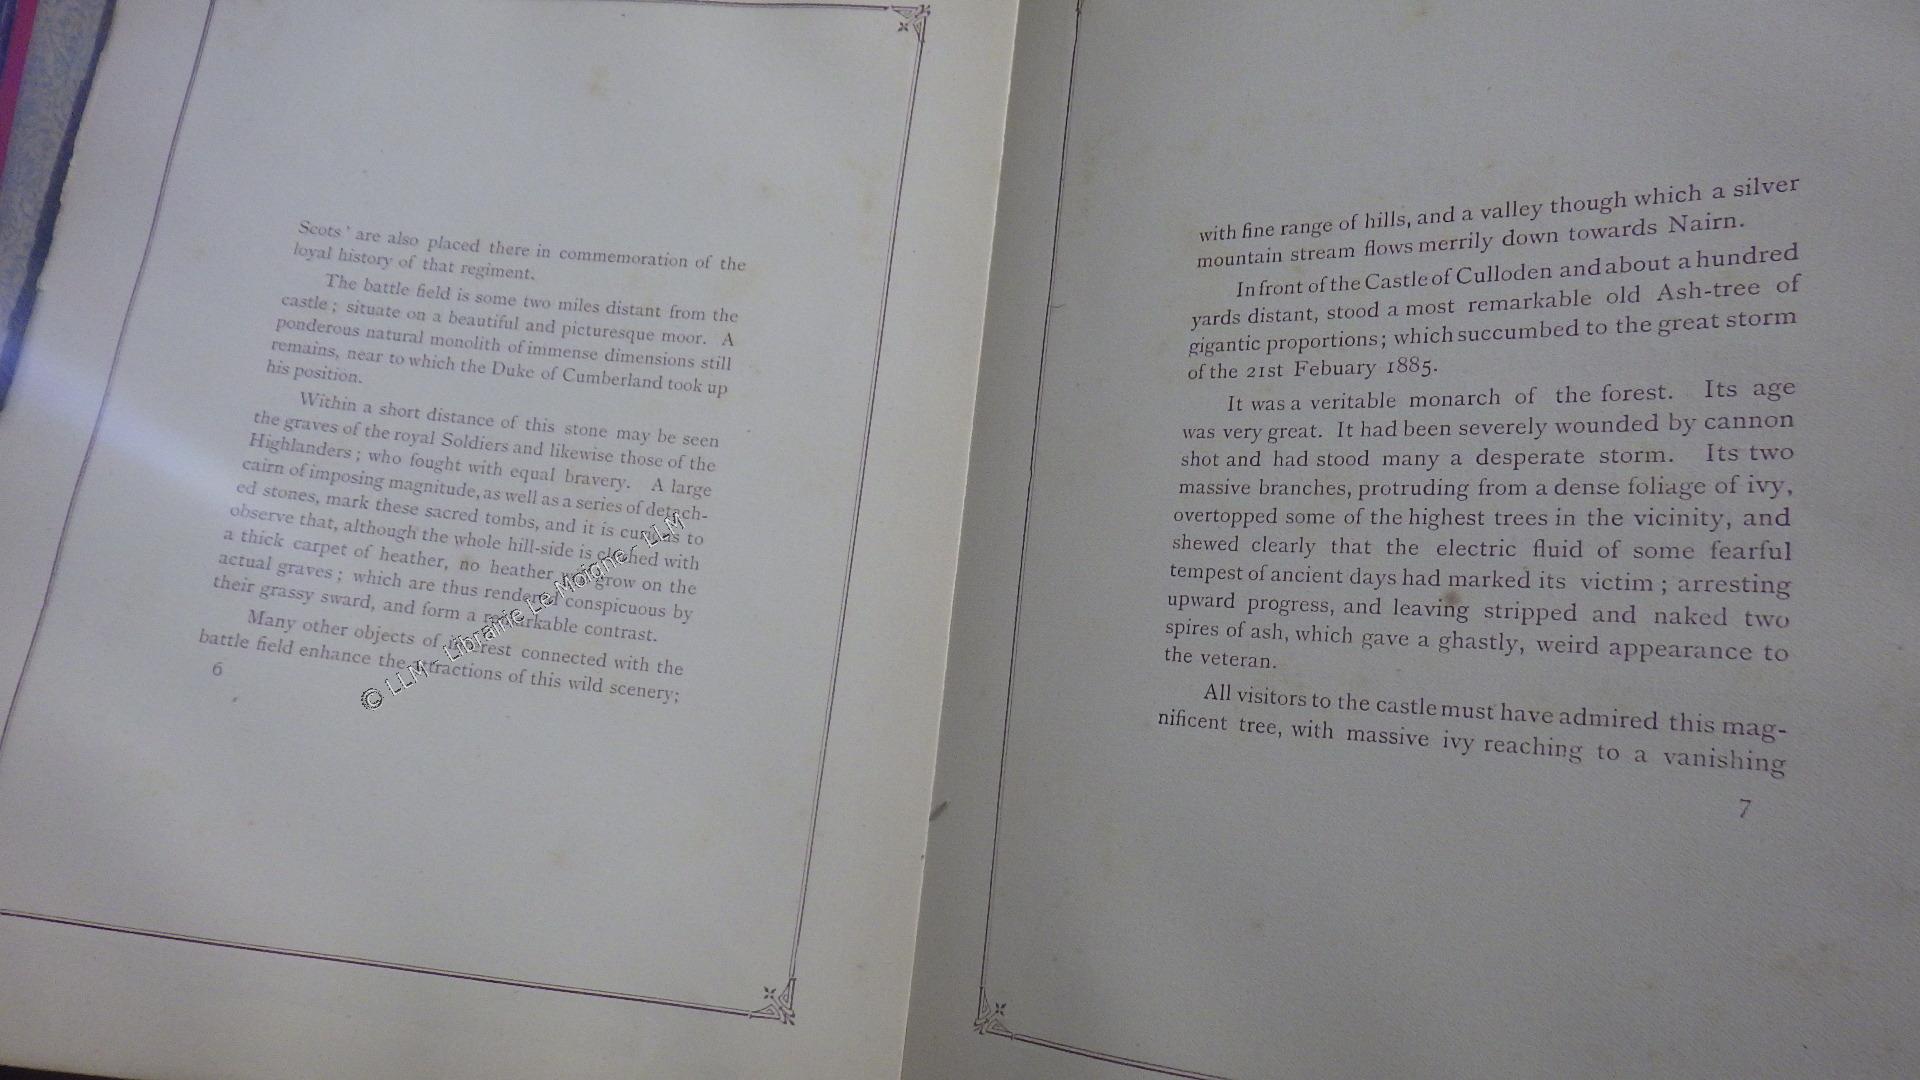 Scots' are also placed there in commemoration of the
loyal history of that regiment.
The battle field is some two miles distant from the
castle; situate on a beautiful and picturesque moor. A
ponderous natural monolith of immense dimensions still
remains, near to which the Duke of Cumberland took up
his position.
Within a short distance of this stone may be seen
the graves of the royal Soldiers and likewise those of the
Highlanders; who fought with equal bravery. A large
cairn of imposing magnitude, as well as a series of detach-
ed stones, mark these sacred tombs, and it is curious to
observe that, although the whole hill-side is clothed with
a thick carpet of heather, no heather will grow on the
actual graves; which are thus rendered conspicuous by
their grassy sward, and form a remarkable contrast.
Many other objects of interest connected with the
battle field enhance the attractions of this wild scenery;
6
© LLM - Librairie Le Moigne - LLM
with fine range of hills, and a valley though which a silver
mountain stream flows merrily down towards Nairn.
In front of the Castle of Culloden and about a hundred
yards distant, stood a most remarkable old Ash-tree of
gigantic proportions; which succumbed to the great storm
of the 21st Febuary 1885.
It was a veritable monarch of the forest. Its age
was very great. It had been severely wounded by cannon
shot and had stood many a desperate storm. Its two
massive branches, protruding from a dense foliage of ivy,
overtopped some of the highest trees in the vicinity, and
shewed clearly that the electric fluid of some fearful
tempest of ancient days had marked its victim; arresting
upward progress, and leaving stripped and naked two
spires of ash, which gave a ghastly, weird appearance to
the veteran.
All visitors to the castle must have admired this mag-
nificent tree, with massive ivy reaching to a vanishing
7